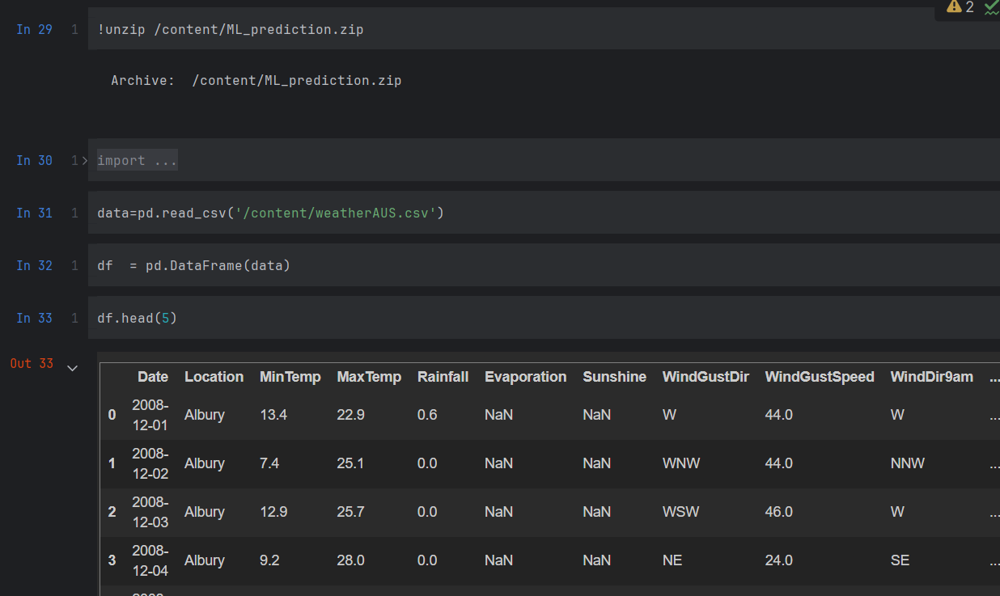 2
In 29 1 !unzip /content/ML_prediction.zip
Archive:  /content/ML_prediction.zip
In 30 1 import ...
In 31 1 data=pd.read_csv('/content/weatherAUS.csv')
In 32 1 df  = pd.DataFrame(data)
In 33 1 df.head(5)
Out 33
Date Location MinTemp MaxTemp Rainfall Evaporation Sunshine WindGustDir WindGustSpeed WindDir9am ...
0 2008-12-01 Albury 13.4 22.9 0.6 NaN NaN W 44.0 W ...
1 2008-12-02 Albury 7.4 25.1 0.0 NaN NaN WNW 44.0 NNW ...
2 2008-12-03 Albury 12.9 25.7 0.0 NaN NaN WSW 46.0 W ...
3 2008-12-04 Albury 9.2 28.0 0.0 NaN NaN NE 24.0 SE ...